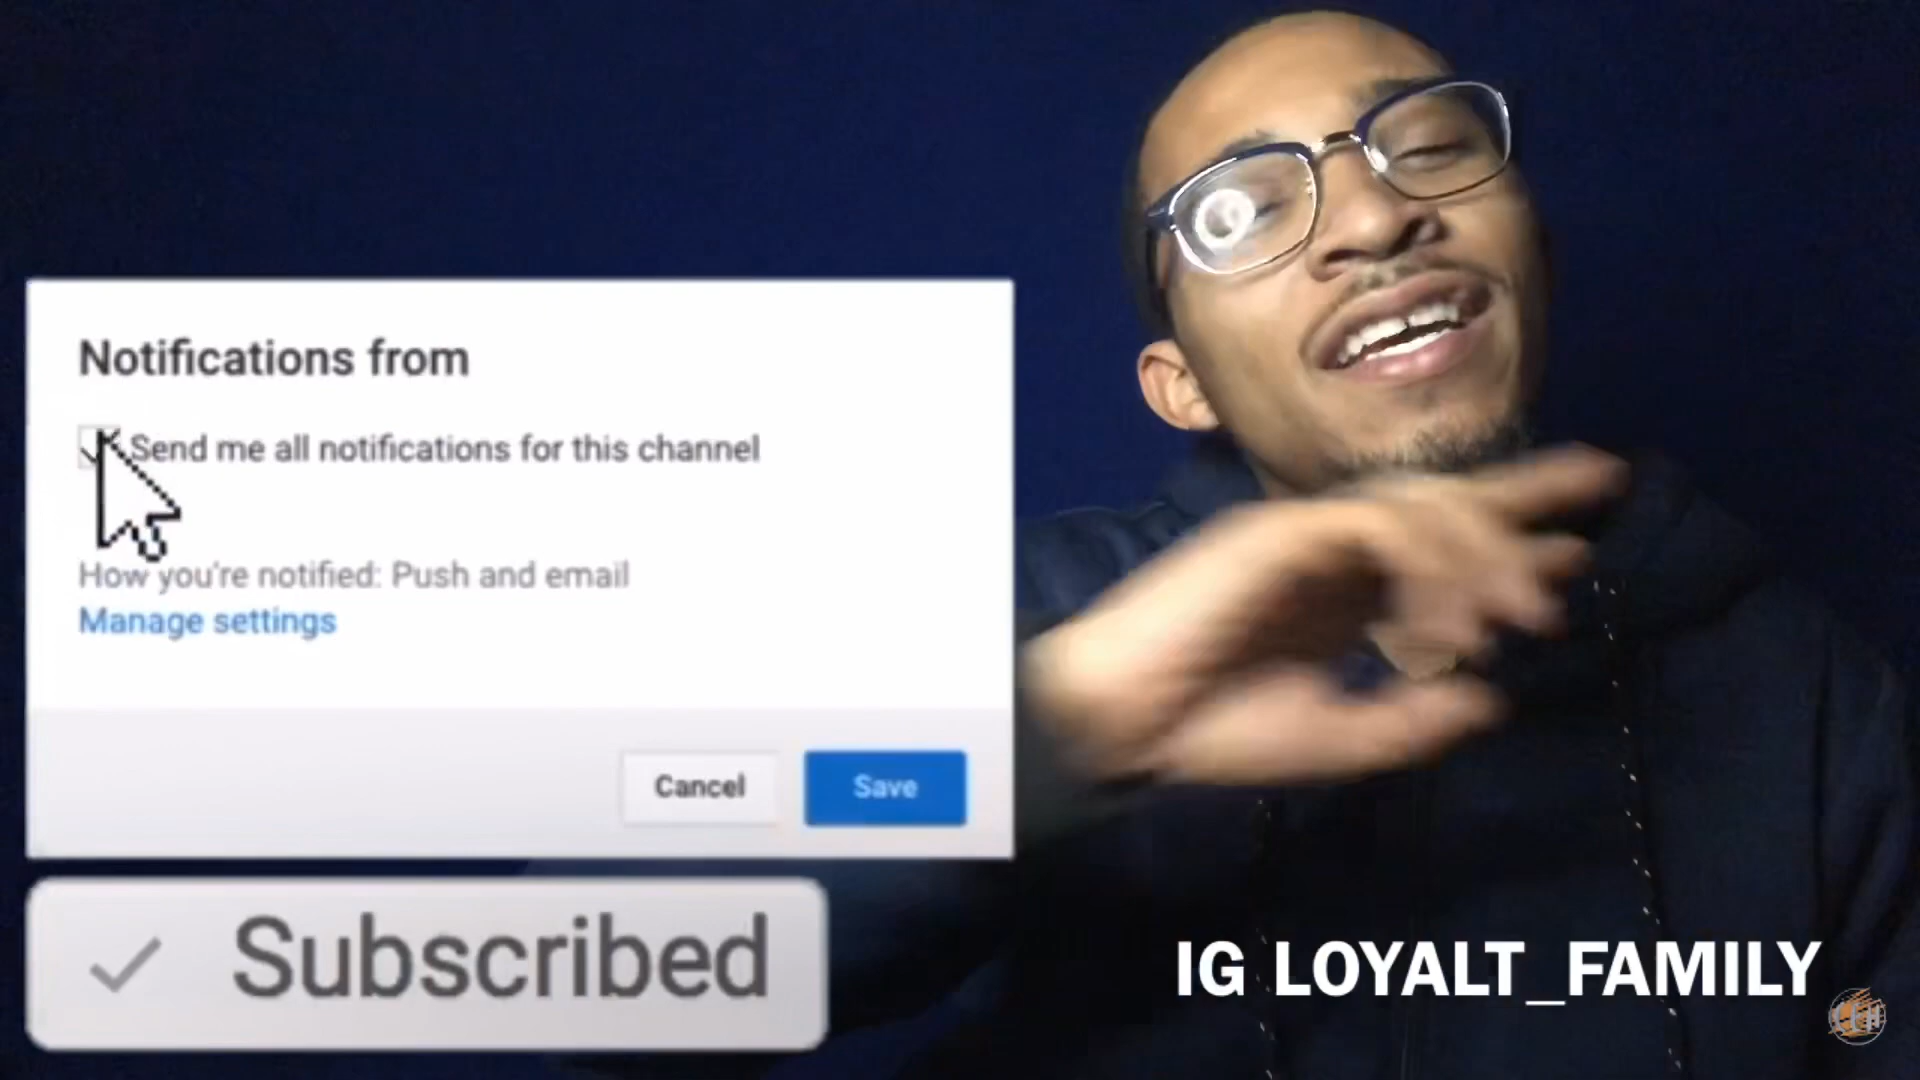 Notifications from
Send me all notifications for this channel
How you're notified: Push and email
Manage settings
Cancel
Save
Subscribed
IG LOYALT_FAMILY